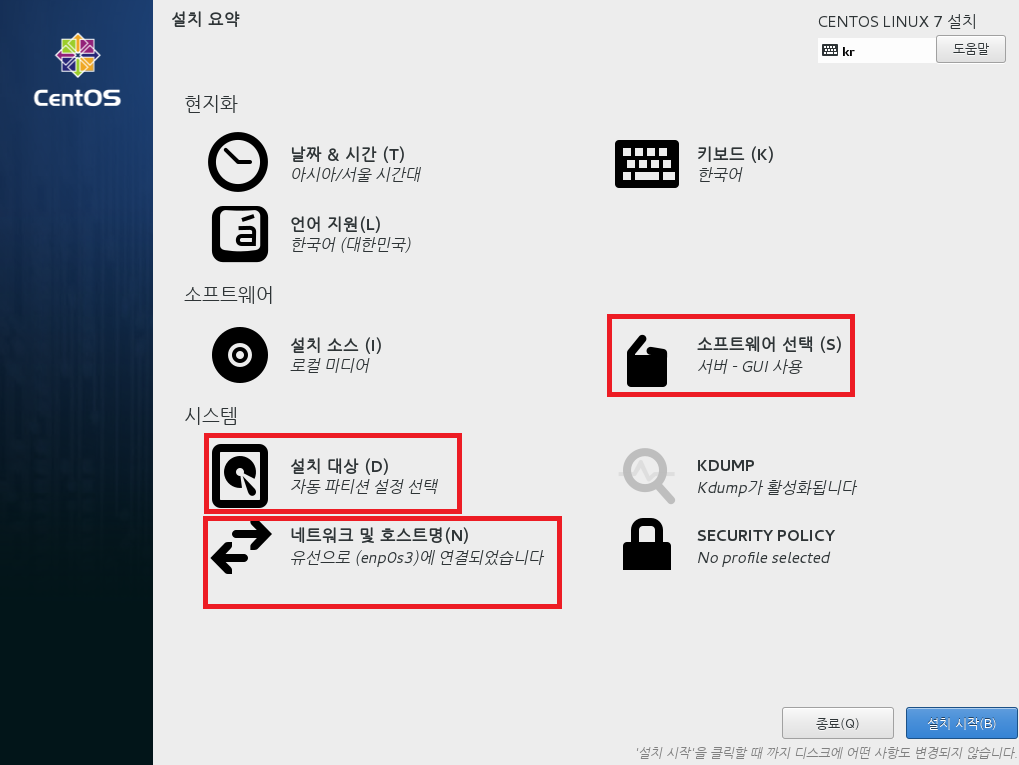 설치 요약
CENTOS LINUX 7 설치
kr
도움말
CentOS
현지화
날짜 & 시간 (T)
아시아/서울 시간대
키보드 (K)
한국어
á
언어 지원(L)
한국어 (대한민국)
소프트웨어
설치 소스 (I)
로컬 미디어
소프트웨어 선택 (S)
서버 - GUI 사용
시스템
설치 대상 (D)
자동 파티션 설정 선택
KDUMP
Kdump가 활성화됩니다
네트워크 및 호스트명(N)
유선으로 (enp0s3)에 연결되었습니다
SECURITY POLICY
No profile selected
종료(Q)
설치 시작(B)
'설치 시작'을 클릭할 때 까지 디스크에 어떤 사항도 변경되지 않습니다.